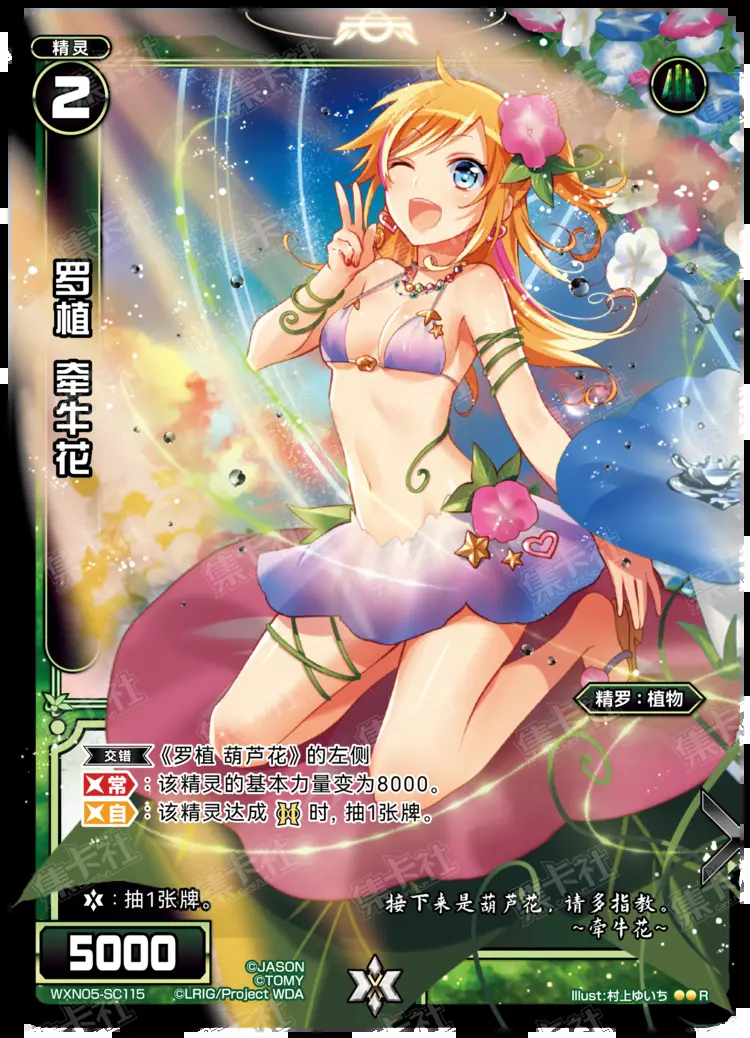 精灵
2
罗植 牵牛花
精罗:植物
交错 《罗植 葫芦花》的左侧
常 : 该精灵的基本力量变为8000。
自 : 该精灵达成 时, 抽1张牌。
: 抽1张牌。
接下来是葫芦花,请多指教。
~牵牛花~
5000
©JASON
©TOMY
WXN05-SC115 ©LRIG/Project WDA
Illust:村上ゆいち R
集卡社